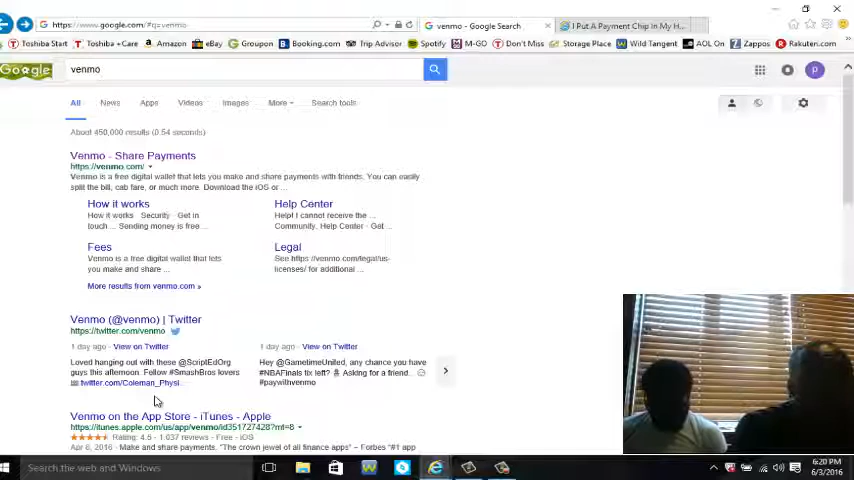 https://www.google.com/?q=venmo
venmo - Google Search
I Put A Payment Chip In My H...
Toshiba Start
Toshiba +Care
Amazon
eBay
Groupon
Booking.com
Trip Advisor
Spotify
M-GO
Don't Miss
Storage Place
Wild Tangent
AOL On
Zappos
Rakuten.com
venmo
p
All News Apps Videos Images More Search tools
About 450,000 results (0.54 seconds)
Venmo - Share Payments
https://venmo.com/
Venmo is a free digital wallet that lets you make and share payments with friends. You can easily
split the bill, cab fare, or much more. Download the iOS or ...
How it works
How it works · Security · Get in
touch ... Sending money is free ...
Help Center
Help! I cannot receive the ...
Community. Help Center · Get ...
Fees
Venmo is a free digital wallet that lets
you make and share ...
Legal
See https://venmo.com/legal/us-
licenses/ for additional ...
More results from venmo.com »
Venmo (@venmo) | Twitter
https://twitter.com/venmo
1 day ago · View on Twitter
Loved hanging out with these @ScriptEdOrg
guys this afternoon. Follow #SmashBros lovers
twitter.com/Coleman_Physi...
1 day ago · View on Twitter
Hey @GametimeUnited, any chance you have
#NBAFinals tix left? Asking for a friend...
#paywithvenmo
Venmo on the App Store - iTunes - Apple
https://itunes.apple.com/us/app/venmo/id351727428?mt=8
Rating: 4.5 - 1,037 reviews - Free - iOS
Apr 6, 2016 - Make and share payments. "The crown jewel of all finance apps" – Forbes "#1 app
Search the web and Windows
6:20 PM
6/3/2016